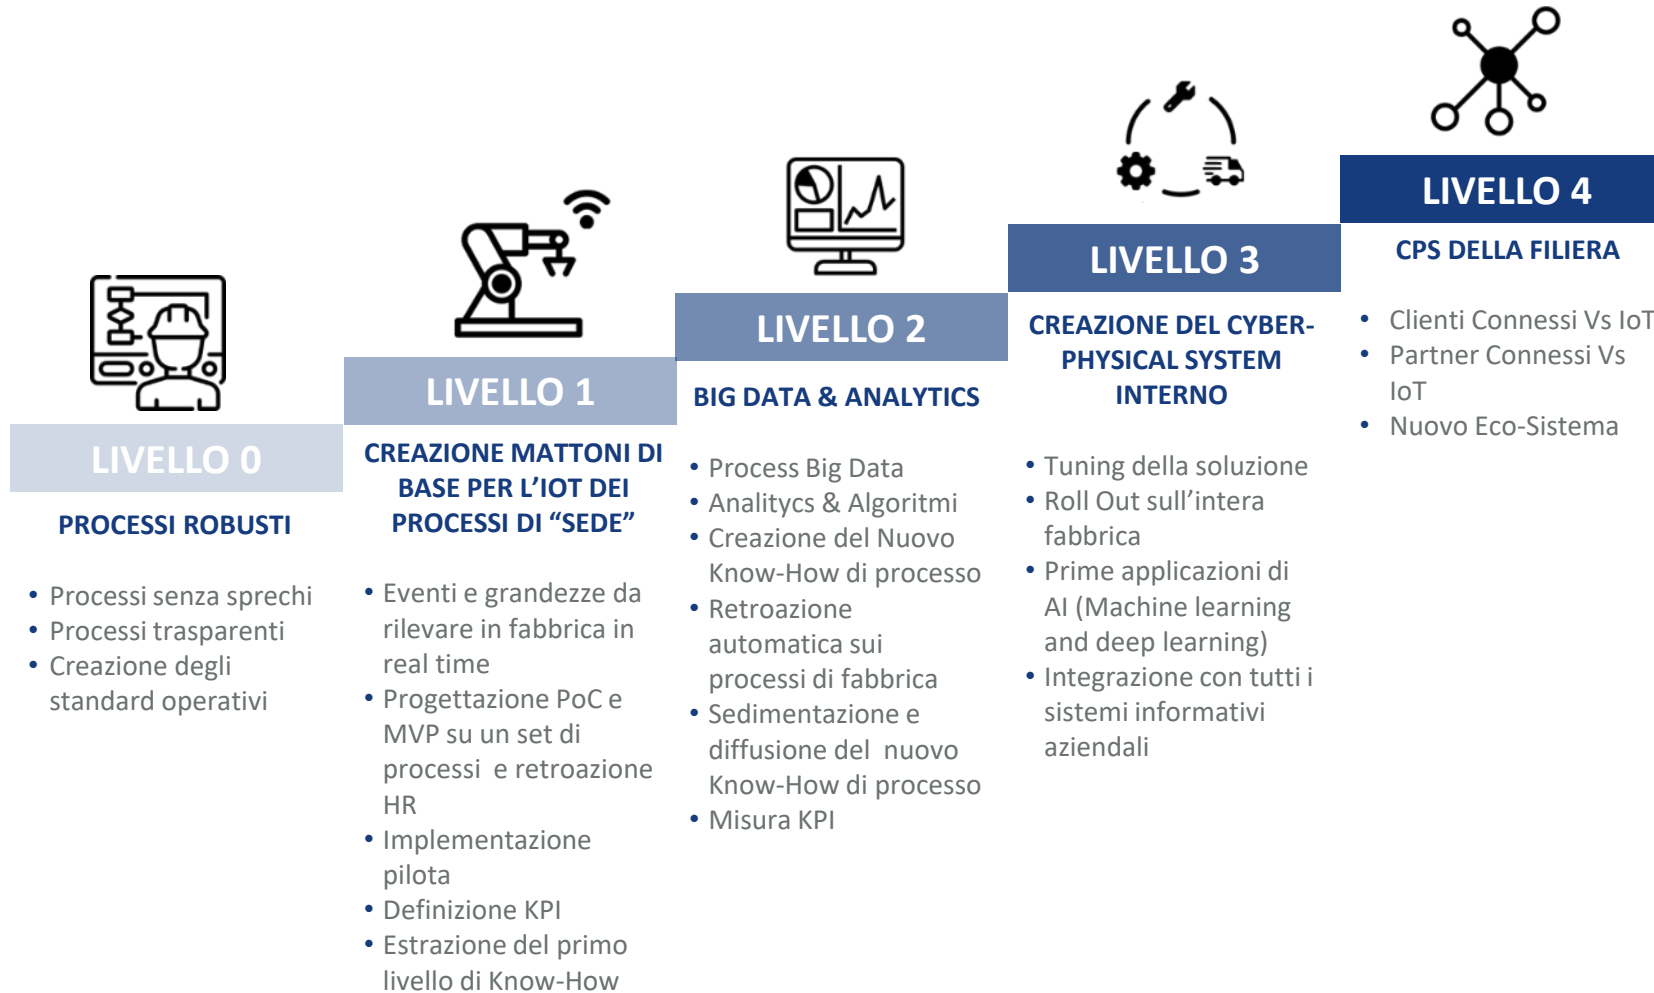 LIVELLO 0
PROCESSI ROBUSTI
• Processi senza sprechi
• Processi trasparenti
• Creazione degli
standard operativi
LIVELLO 1
CREAZIONE MATTONI DI
BASE PER L’IOT DEI
PROCESSI DI “SEDE”
• Eventi e grandezze da
rilevare in fabbrica in
real time
• Progettazione PoC e
MVP su un set di
processi e retroazione
HR
• Implementazione
pilota
• Definizione KPI
• Estrazione del primo
livello di Know-How
LIVELLO 2
BIG DATA & ANALYTICS
• Process Big Data
• Analitycs & Algoritmi
• Creazione del Nuovo
Know-How di processo
• Retroazione
automatica sui
processi di fabbrica
• Sedimentazione e
diffusione del nuovo
Know-How di processo
• Misura KPI
LIVELLO 3
CREAZIONE DEL CYBER-
PHYSICAL SYSTEM
INTERNO
• Tuning della soluzione
• Roll Out sull’intera
fabbrica
• Prime applicazioni di
AI (Machine learning
and deep learning)
• Integrazione con tutti i
sistemi informativi
aziendali
LIVELLO 4
CPS DELLA FILIERA
• Clienti Connessi Vs IoT
• Partner Connessi Vs
IoT
• Nuovo Eco-Sistema